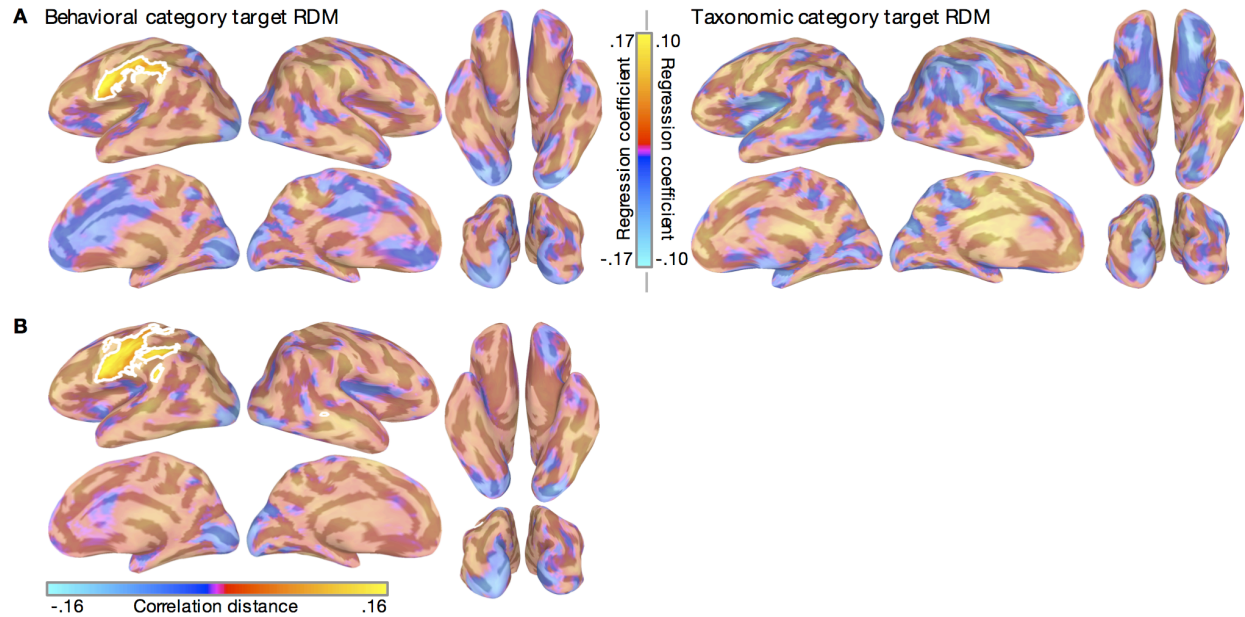 A Behavioral category target RDM
Taxonomic category target RDM
.17 .10
Regression coefficient
Regression coefficient
-.17 -.10
B
-.16 Correlation distance .16